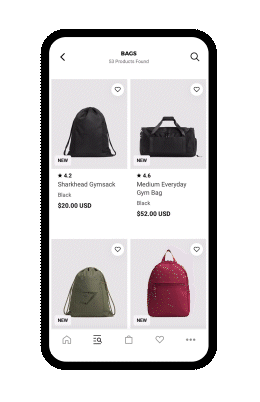 BAGS
53 Products Found
NEW
NEW
★ 4.2
Sharkhead Gymsack
Black
$20.00 USD
★ 4.6
Medium Everyday
Gym Bag
Black
$52.00 USD
NEW
NEW